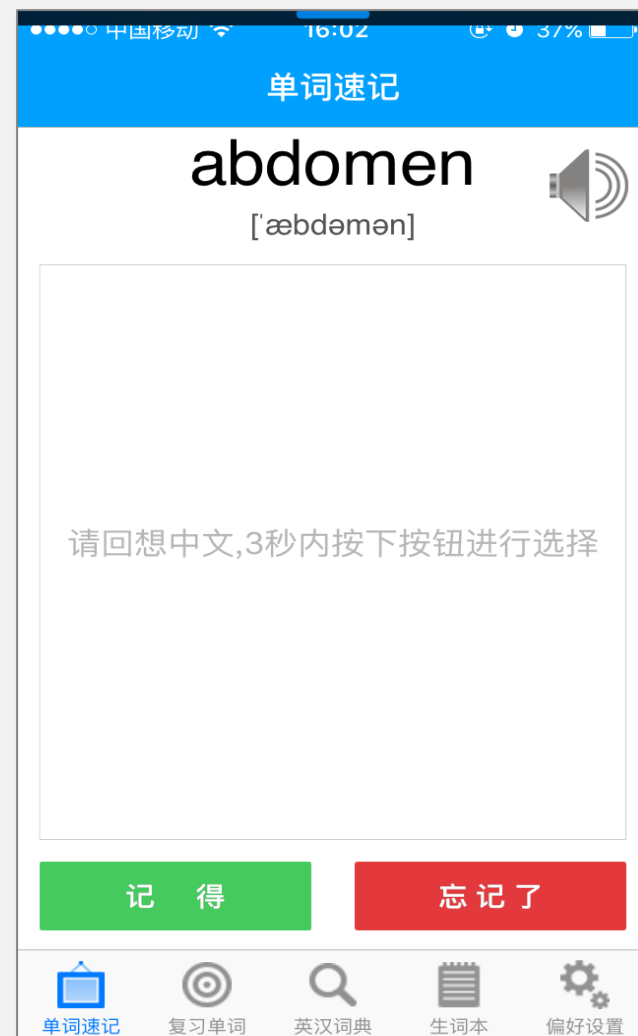 中国移动 16:02 37%
单词速记
abdomen
[ˈæbdəmən]
请回想中文,3秒内按下按钮进行选择
记 得 忘记了
单词速记 复习单词 英汉词典 生词本 偏好设置